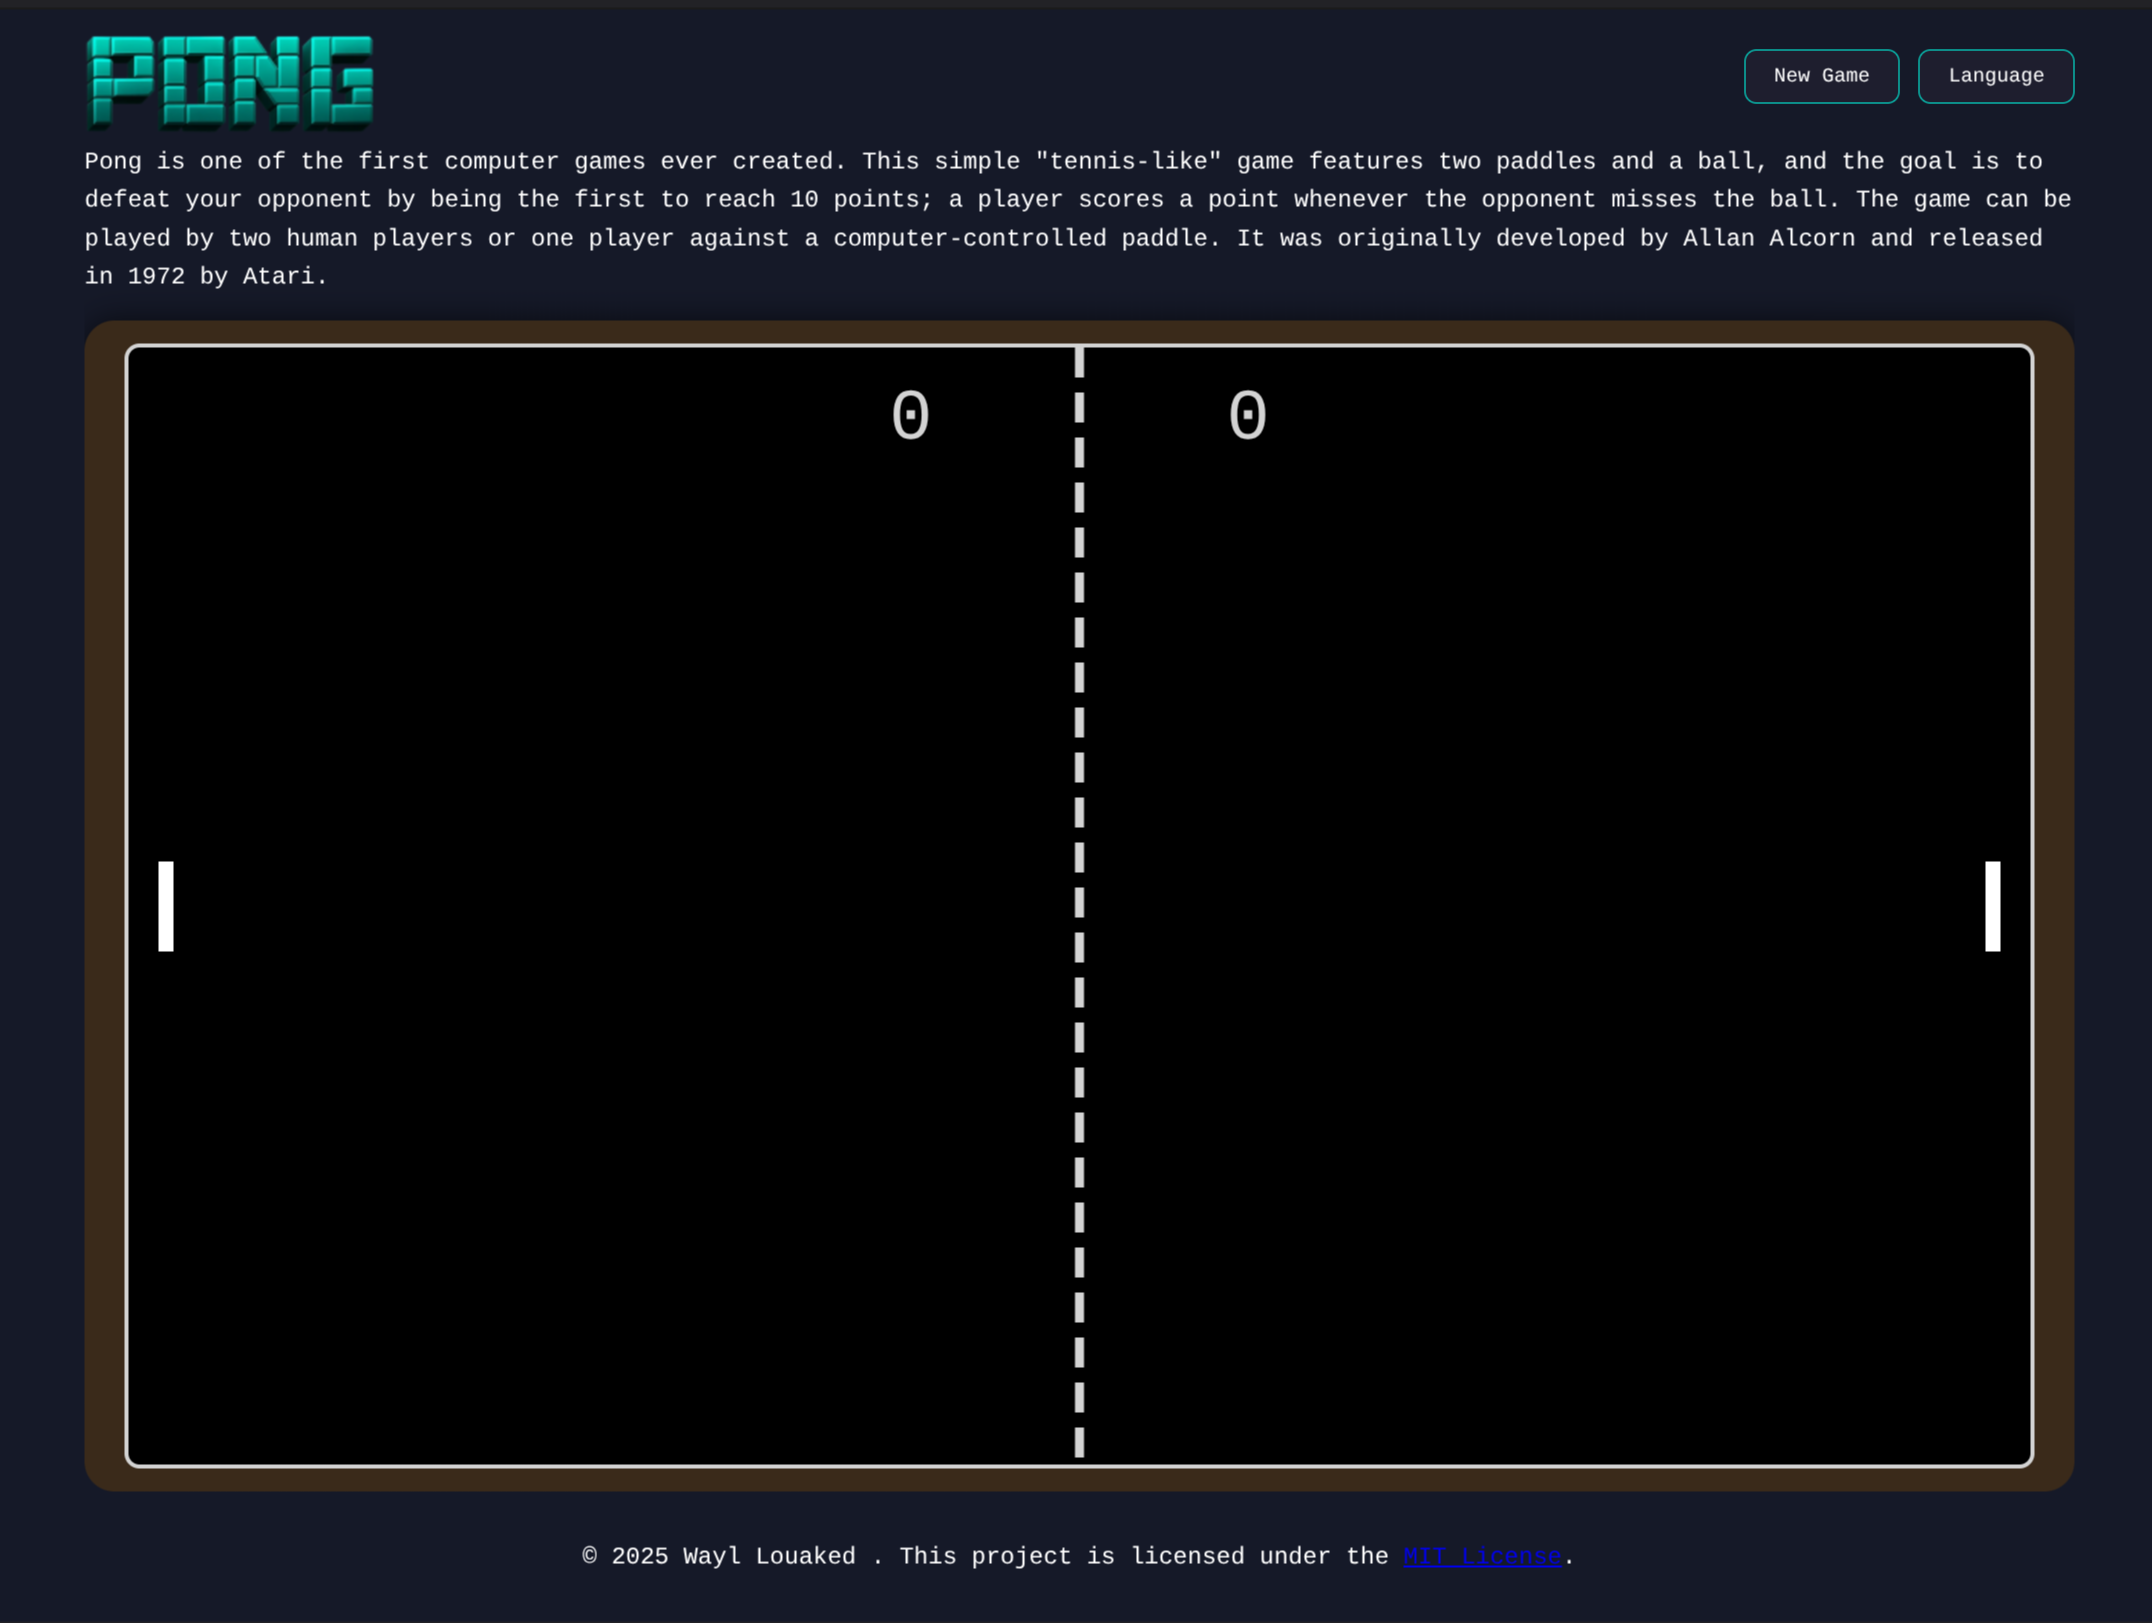 PONG
New Game Language
Pong is one of the first computer games ever created. This simple "tennis-like" game features two paddles and a ball, and the goal is to
defeat your opponent by being the first to reach 10 points; a player scores a point whenever the opponent misses the ball. The game can be
played by two human players or one player against a computer-controlled paddle. It was originally developed by Allan Alcorn and released
in 1972 by Atari.
0 0
© 2025 Wayl Louaked . This project is licensed under the MIT License.